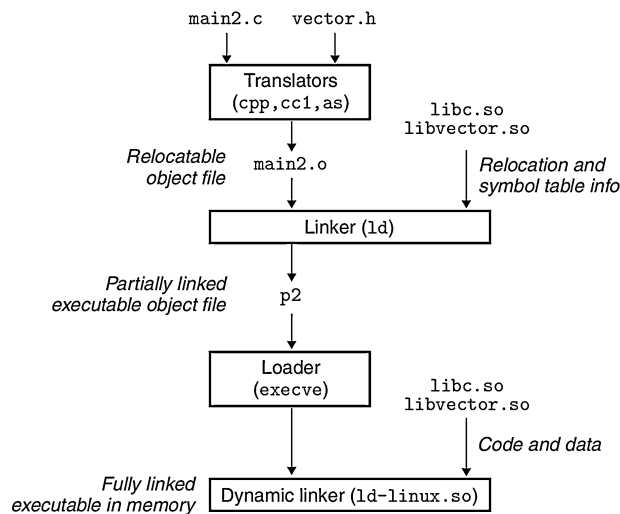 main2.c vector.h
Translators
(cpp,cc1,as)
libc.so
libvector.so
Relocatable
object file
main2.o
Relocation and
symbol table info
Linker (ld)
Partially linked
executable object file
p2
Loader
(execve)
libc.so
libvector.so
Code and data
Fully linked
executable in memory
Dynamic linker (ld-linux.so)